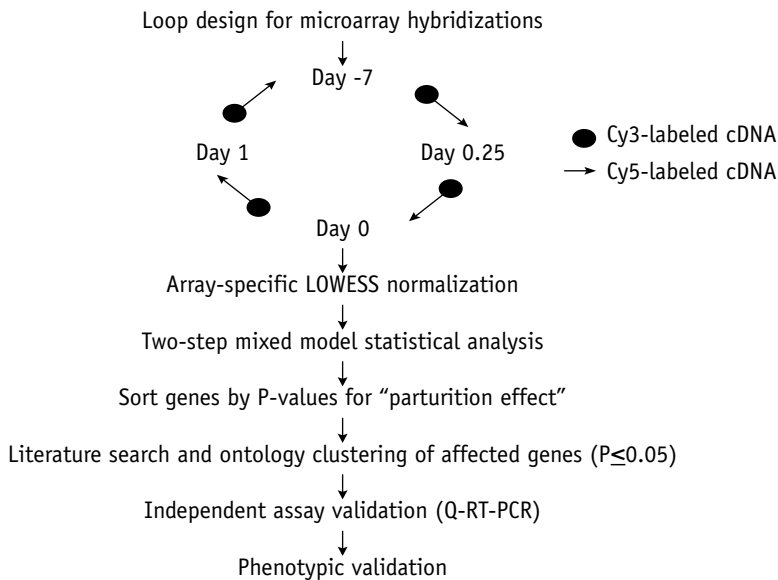 Loop design for microarray hybridizations
Day -7
Day 1
Day 0.25
Cy3-labeled cDNA
Cy5-labeled cDNA
Day 0
Array-specific LOWESS normalization
Two-step mixed model statistical analysis
Sort genes by P-values for “parturition effect”
Literature search and ontology clustering of affected genes (P≤0.05)
Independent assay validation (Q-RT-PCR)
Phenotypic validation